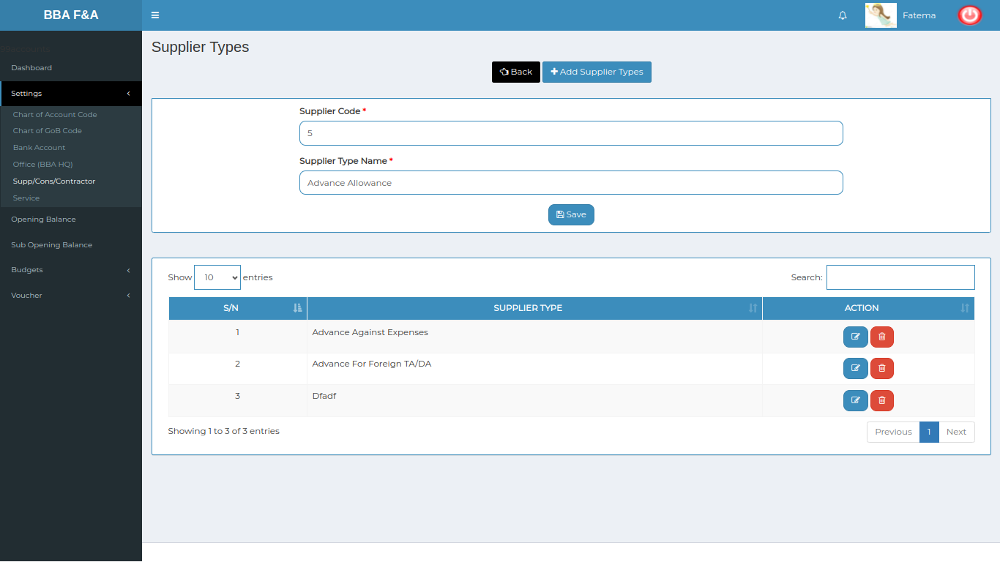 BBA F&A
Fatema
Dashboard
Settings
Chart of Account Code
Chart of GoB Code
Bank Account
Office (BBA HQ)
Supp/Cons/Contractor
Service
Opening Balance
Sub Opening Balance
Budgets
Voucher
Supplier Types
Back
Add Supplier Types
Supplier Code *
5
Supplier Type Name *
Advance Allowance
Save
Show 10 entries
Search:
S/N SUPPLIER TYPE ACTION
1 Advance Against Expenses
2 Advance For Foreign TA/DA
3 Dfadf
Showing 1 to 3 of 3 entries
Previous 1 Next